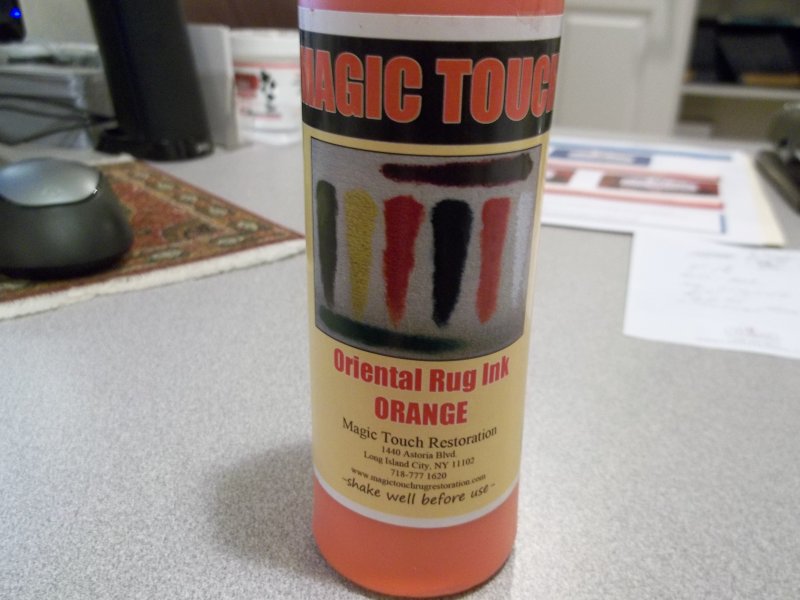 MAGIC TOUCH
Oriental Rug Ink
ORANGE
Magic Touch Restoration
1440 Astoria Blvd.
Long Island City, NY 11102
718-777 1620
www.magictouchrugrestoration.com
~shake well before use~